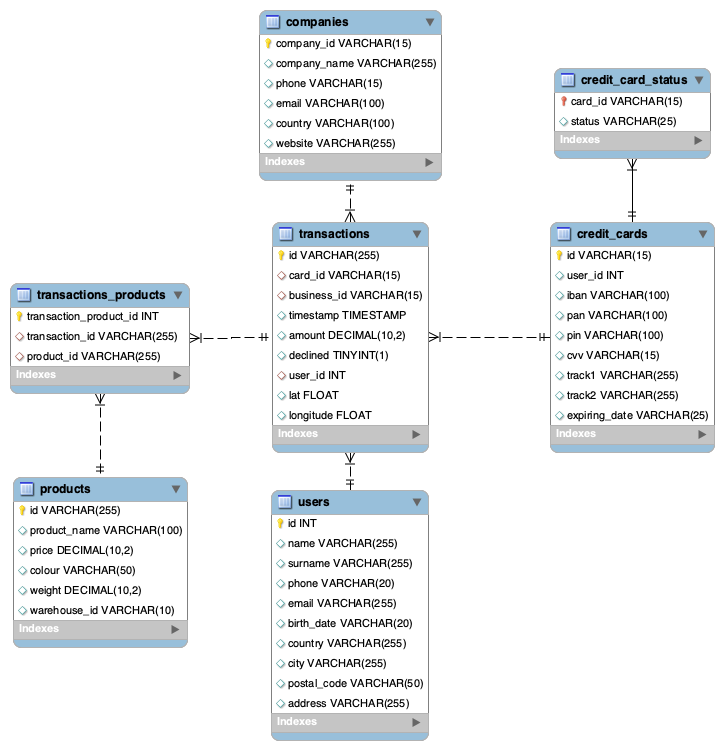 companies
company_id VARCHAR(15)
company_name VARCHAR(255)
phone VARCHAR(15)
email VARCHAR(100)
country VARCHAR(100)
website VARCHAR(255)
Indexes
credit_card_status
card_id VARCHAR(15)
status VARCHAR(25)
Indexes
transactions
id VARCHAR(255)
card_id VARCHAR(15)
business_id VARCHAR(15)
timestamp TIMESTAMP
amount DECIMAL(10,2)
declined TINYINT(1)
user_id INT
lat FLOAT
longitude FLOAT
Indexes
credit_cards
id VARCHAR(15)
user_id INT
iban VARCHAR(100)
pan VARCHAR(100)
pin VARCHAR(100)
cvv VARCHAR(15)
track1 VARCHAR(255)
track2 VARCHAR(255)
expiring_date VARCHAR(25)
Indexes
transactions_products
transaction_product_id INT
transaction_id VARCHAR(255)
product_id VARCHAR(255)
Indexes
products
id VARCHAR(255)
product_name VARCHAR(100)
price DECIMAL(10,2)
colour VARCHAR(50)
weight DECIMAL(10,2)
warehouse_id VARCHAR(10)
Indexes
users
id INT
name VARCHAR(255)
surname VARCHAR(255)
phone VARCHAR(20)
email VARCHAR(255)
birth_date VARCHAR(20)
country VARCHAR(255)
city VARCHAR(255)
postal_code VARCHAR(50)
address VARCHAR(255)
Indexes